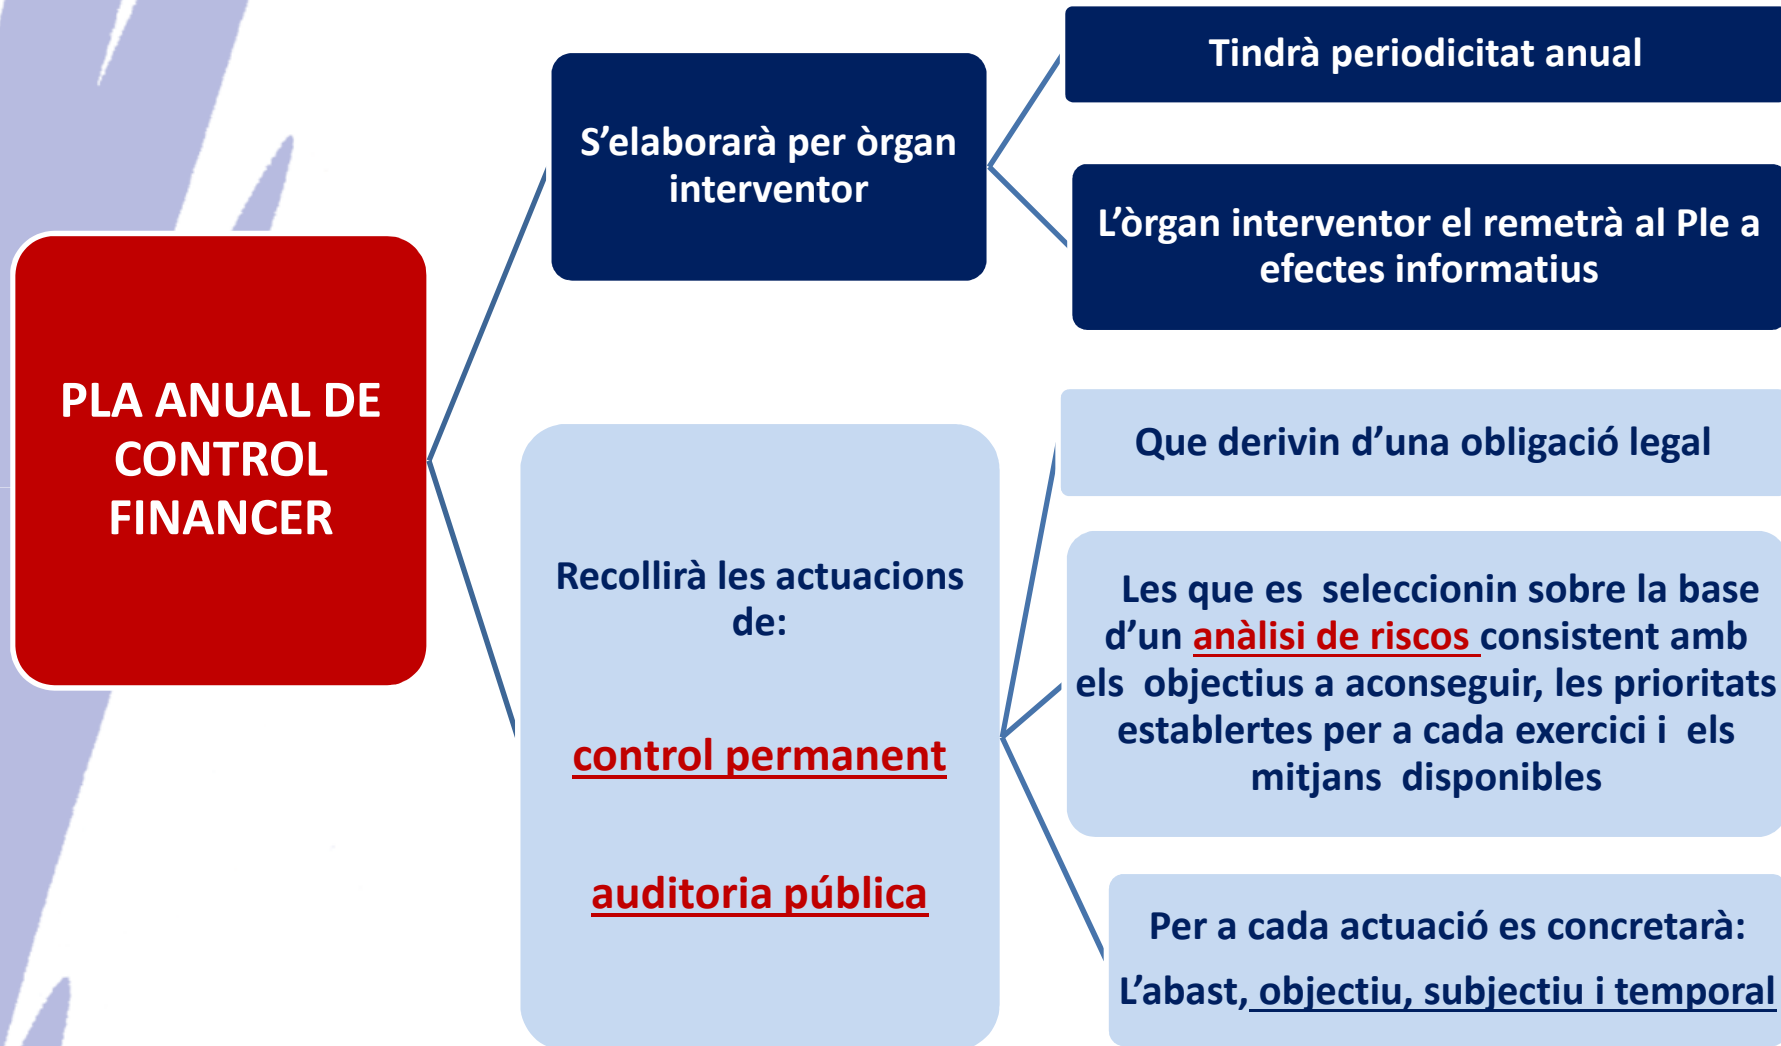 PLA ANUAL DE
CONTROL
FINANCER
S’elaborarà per òrgan
interventor
Tindrà periodicitat anual
L’òrgan interventor el remetrà al Ple a
efectes informatius
Recollirà les actuacions
de:
control permanent
auditoria pública
Que derivin d’una obligació legal
Les que es seleccionin sobre la base
d’un anàlisi de riscos consistent amb
els objectius a aconseguir, les prioritats
establertes per a cada exercici i els
mitjans disponibles
Per a cada actuació es concretarà:
L’abast, objectiu, subjectiu i temporal